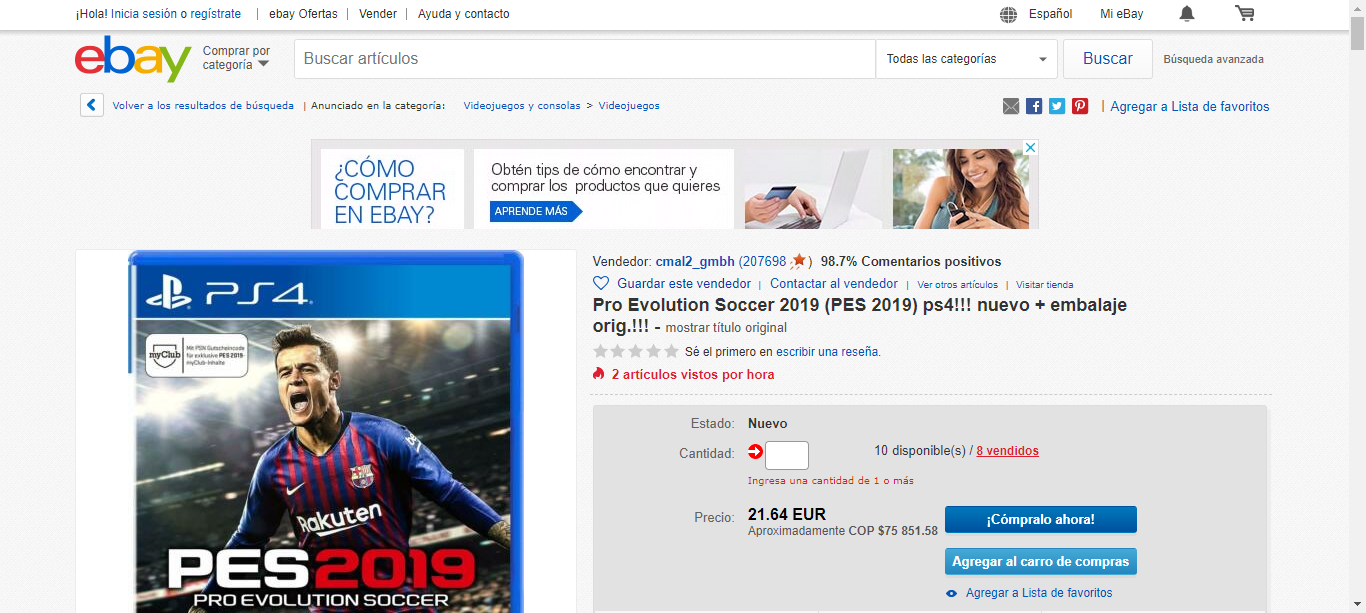 ¡Hola! Inicia sesión o regístrate | ebay Ofertas | Vender | Ayuda y contacto
Español Mi eBay
ebay
Comprar por
categoría
Buscar artículos
Todas las categorías
Buscar
Búsqueda avanzada
Volver a los resultados de búsqueda | Anunciado en la categoría: Videojuegos y consolas > Videojuegos
| Agregar a Lista de favoritos
¿CÓMO
COMPRAR
EN EBAY?
Obtén tips de cómo encontrar y
comprar los productos que quieres
APRENDE MÁS
PS4
myClub
Mit PSN Gutscheincode
für exklusive PES 2019
myClub-Inhalte
beko
Rakuten
PES2019
PRO EVOLUTION SOCCER
Vendedor: cmal2_gmbh (207698 ) 98.7% Comentarios positivos
Guardar este vendedor | Contactar al vendedor | Ver otros artículos | Visitar tienda
Pro Evolution Soccer 2019 (PES 2019) ps4!!! nuevo + embalaje
orig.!!! - mostrar título original
Sé el primero en escribir una reseña.
2 artículos vistos por hora
Estado: Nuevo
Cantidad: 10 disponible(s) / 8 vendidos
Ingresa una cantidad de 1 o más
Precio: 21.64 EUR
Aproximadamente COP $75 851.58
¡Cómpralo ahora!
Agregar al carro de compras
Agregar a Lista de favoritos